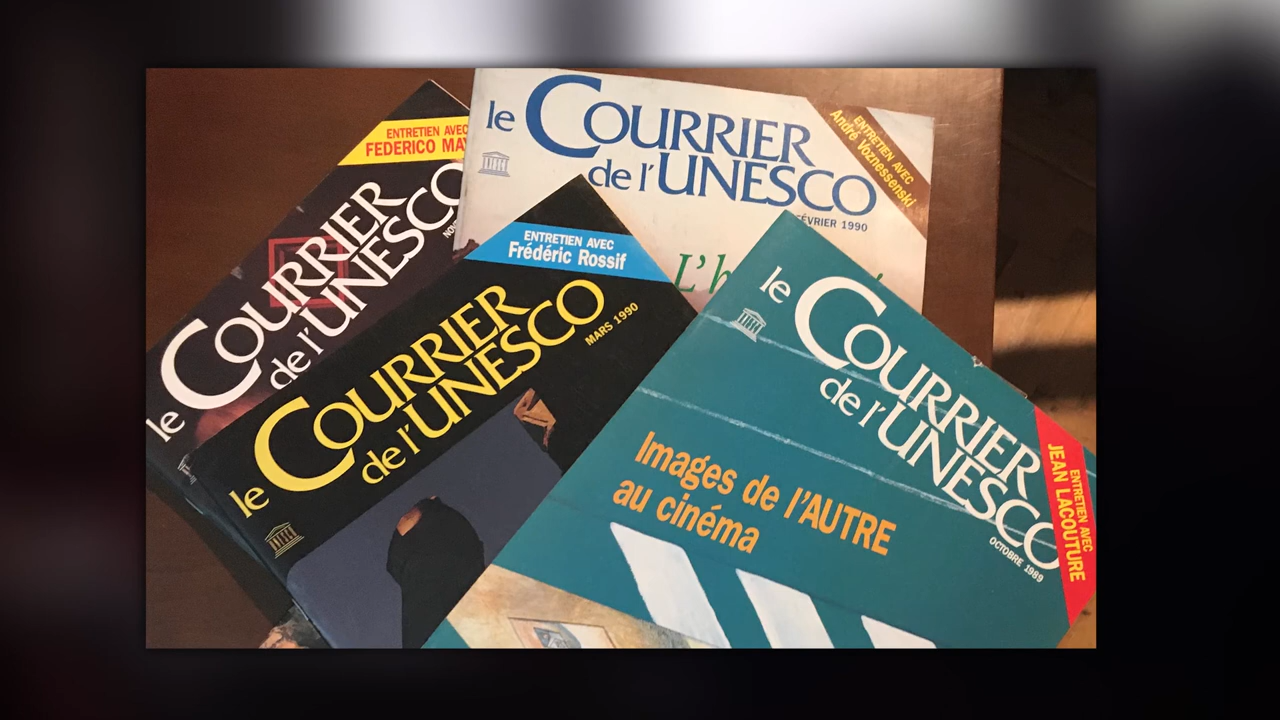 ENTRETIEN AVEC
FEDERICO
le COURRIER
de l'UNESCO
le COURRIER
de l'UNESCO
ENTRETIEN AVEC
André Voznessenski
FÉVRIER 1990
ENTRETIEN AVEC
Frédéric Rossif
le COURRIER
de l'UNESCO
MARS 1990
UNESCO
le COURRIER
de l'UNESCO
ENTRETIEN AVEC
JEAN LACOUTURE
OCTOBRE 1989
Images de l'AUTRE
au cinéma